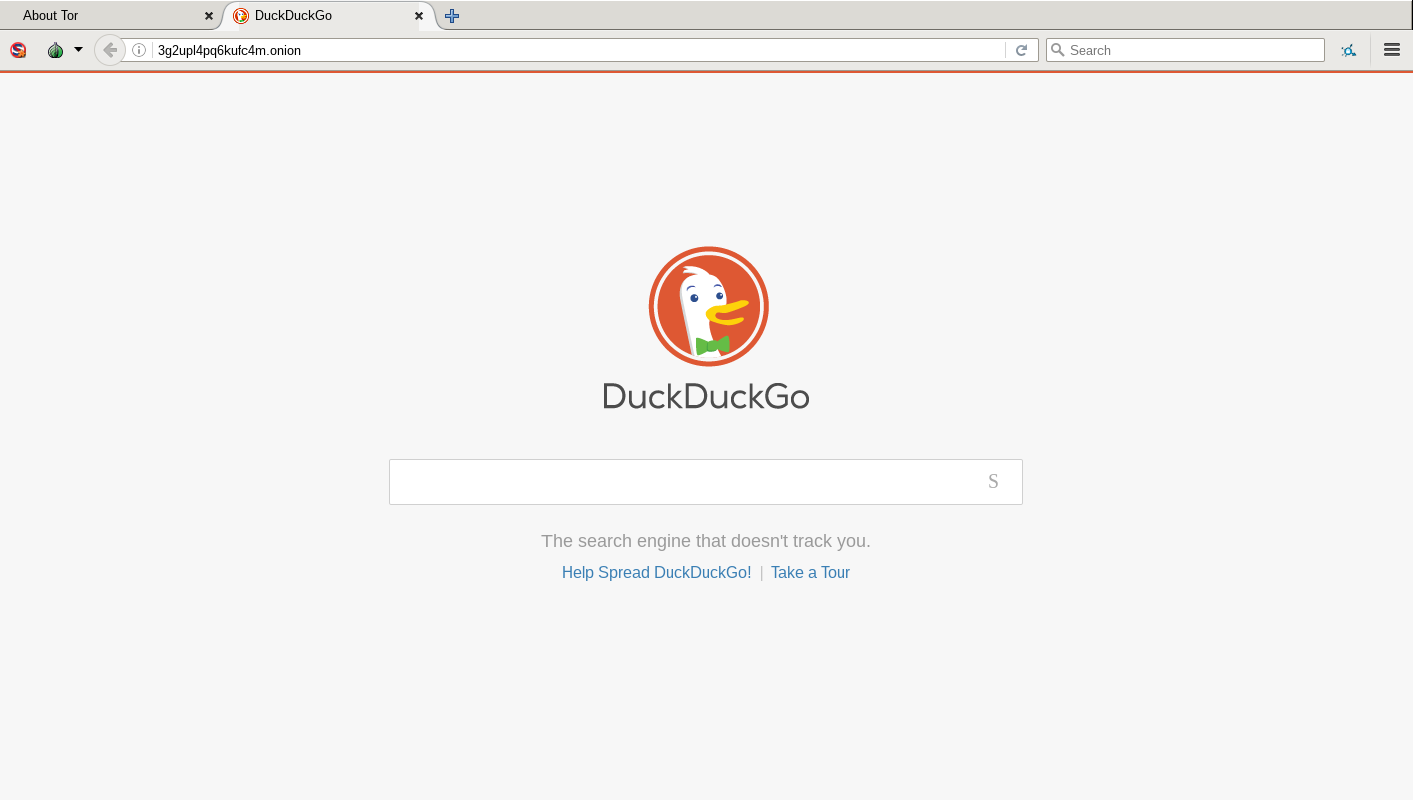 About Tor
DuckDuckGo
3g2upl4pq6kufc4m.onion
Search
DuckDuckGo
S
The search engine that doesn't track you.
Help Spread DuckDuckGo! | Take a Tour